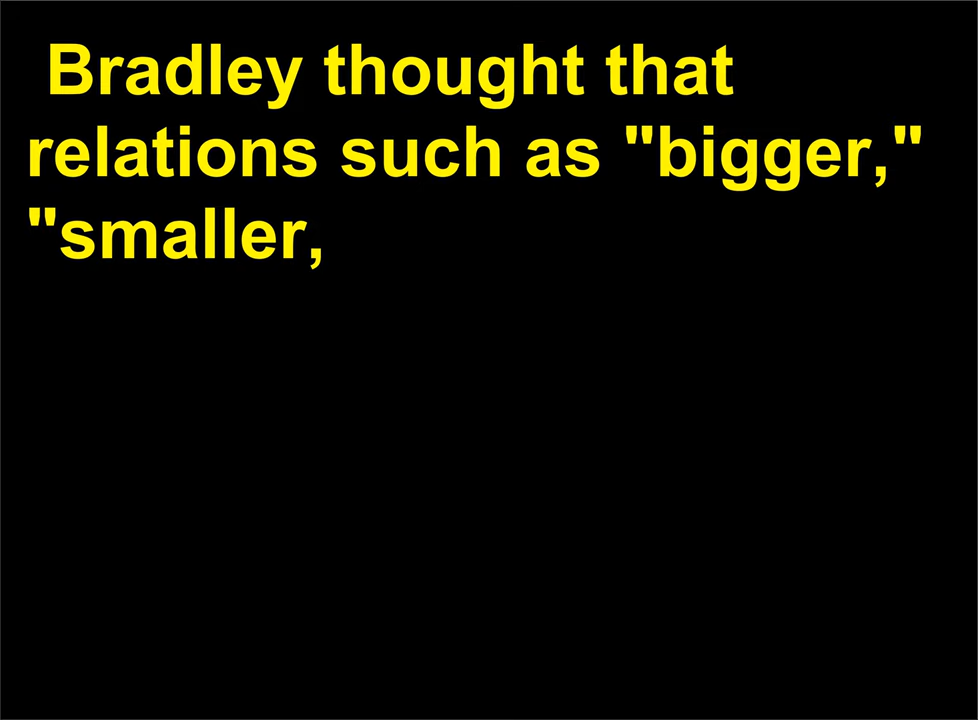 Bradley thought that
relations such as "bigger,"
"smaller,